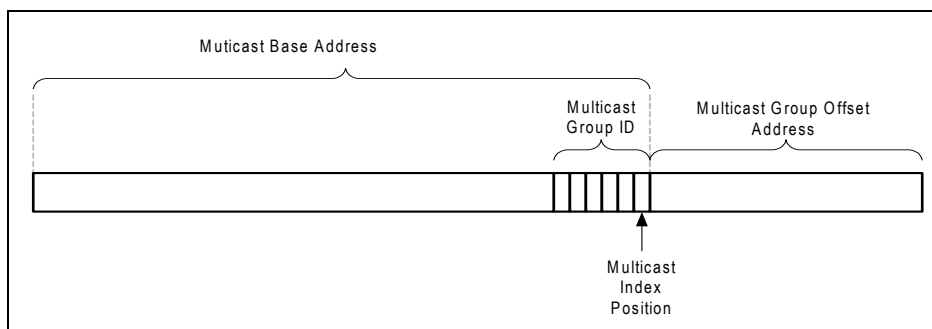 Muticast Base Address
Multicast
Group ID
Multicast Group Offset
Address
Multicast
Index
Position